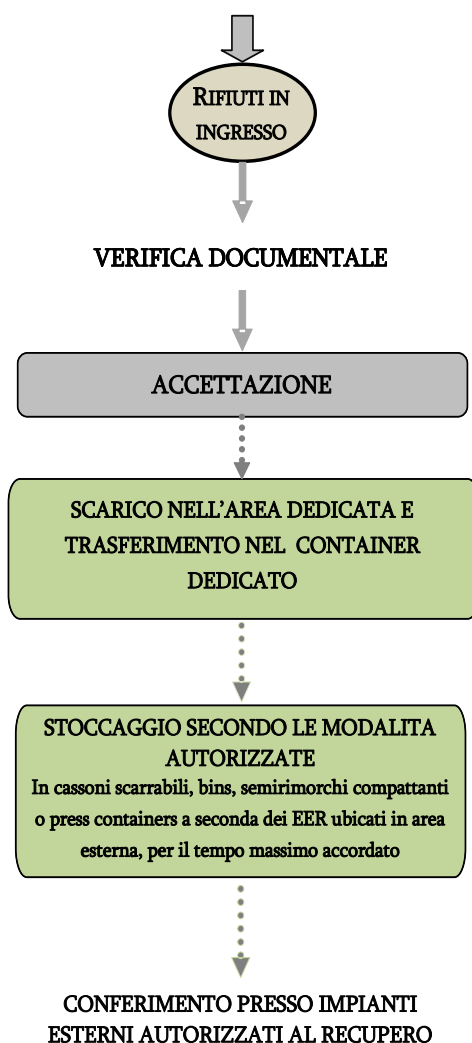 RIFIUTI IN
INGRESSO
VERIFICA DOCUMENTALE
ACCETTAZIONE
SCARICO NELL'AREA DEDICATA E
TRASFERIMENTO NEL CONTAINER
DEDICATO
STOCCAGGIO SECONDO LE MODALITA
AUTORIZZATE
In cassoni scarrabili, bins, semirimorchi compattanti
o press containers a seconda dei EER ubicati in area
esterna, per il tempo massimo accordato
CONFERIMENTO PRESSO IMPIANTI
ESTERNI AUTORIZZATI AL RECUPERO